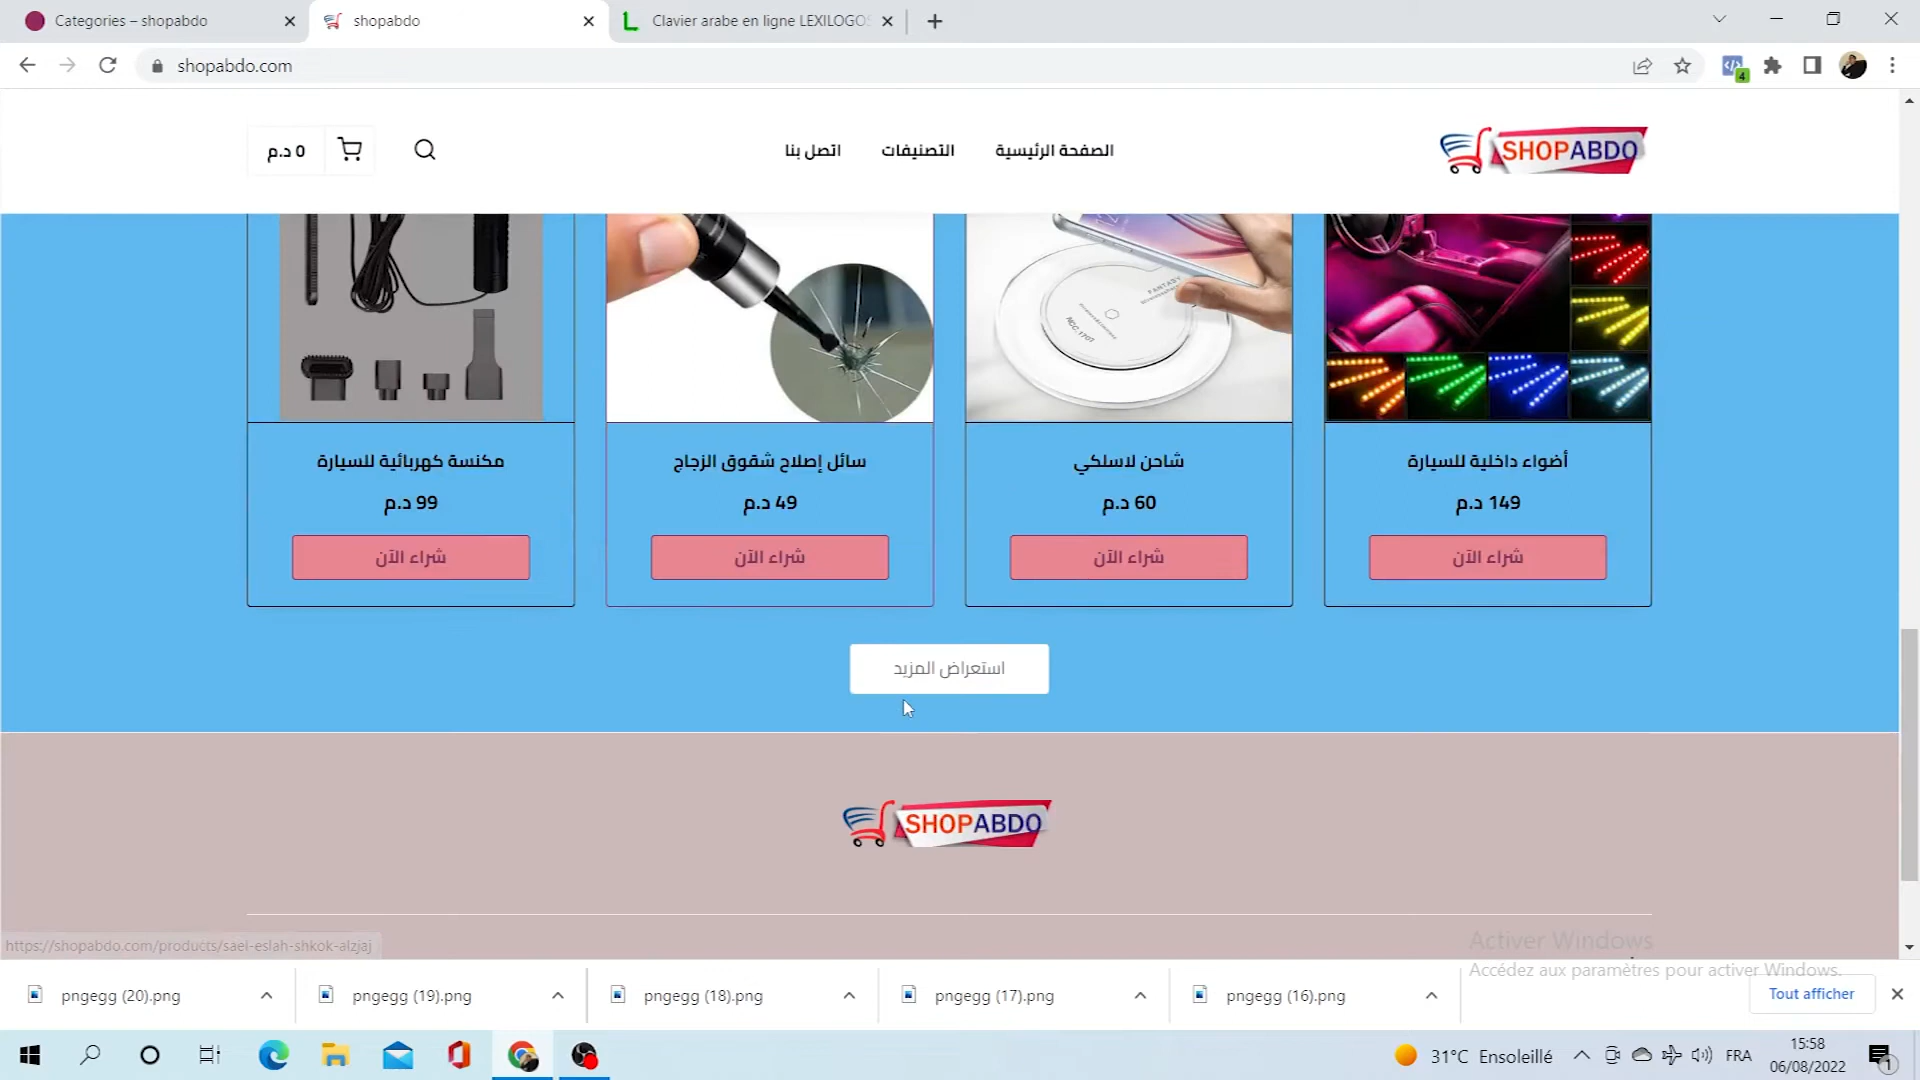 Categories – shopabdo
shopabdo
Clavier arabe en ligne LEXILOGOS
shopabdo.com
4
0 د.م
اتصل بنا
التصنيفات
الصفحة الرئيسية
SHOPABDO
FANTASY
مكنسة كهربائية للسيارة
99 د.م
شراء الآن
سائل إصلاح شقوق الزجاج
49 د.م
شراء الآن
شاحن لاسلكي
60 د.م
شراء الآن
أضواء داخلية للسيارة
149 د.م
شراء الآن
استعراض المزيد
SHOPABDO
https://shopabdo.com/products/sael-eslah-shkok-alzjaj
Activer Windows
Accédez aux paramètres pour activer Windows.
pngegg (20).png
pngegg (19).png
pngegg (18).png
pngegg (17).png
pngegg (16).png
Tout afficher
31°C Ensoleillé
FRA
15:58
06/08/2022
1